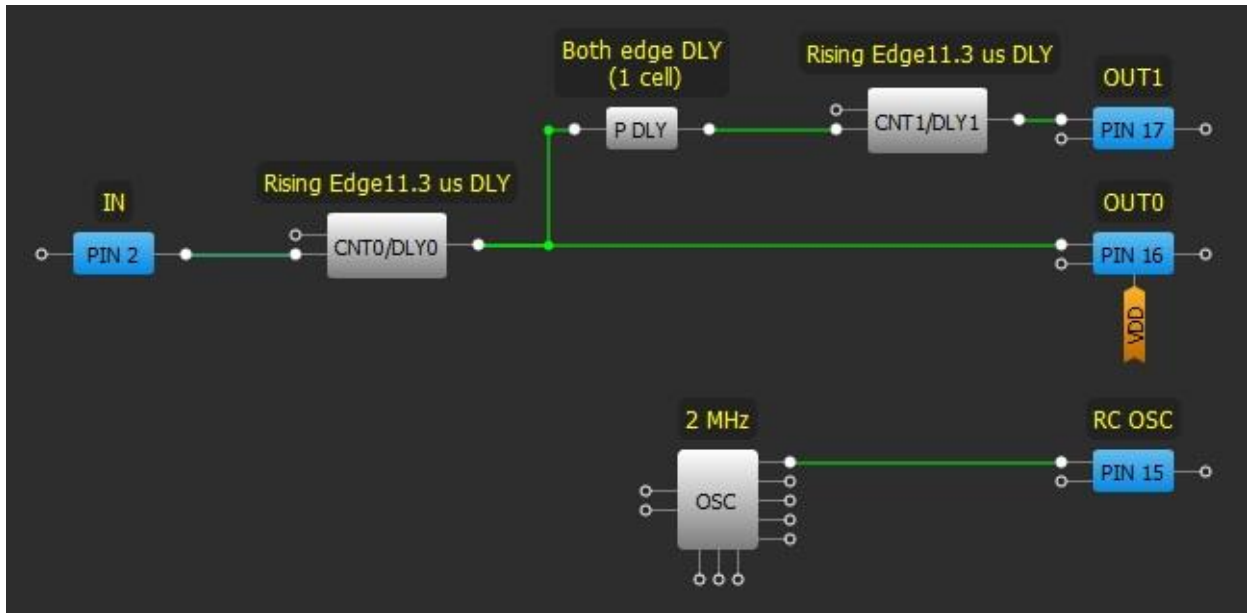 Both edge DLY
(1 cell)
P DLY
Rising Edge11.3 us DLY
CNT1/DLY1
OUT1
PIN 17
IN
PIN 2
Rising Edge11.3 us DLY
CNT0/DLY0
OUT0
PIN 16
VDD
2 MHz
OSC
RC OSC
PIN 15